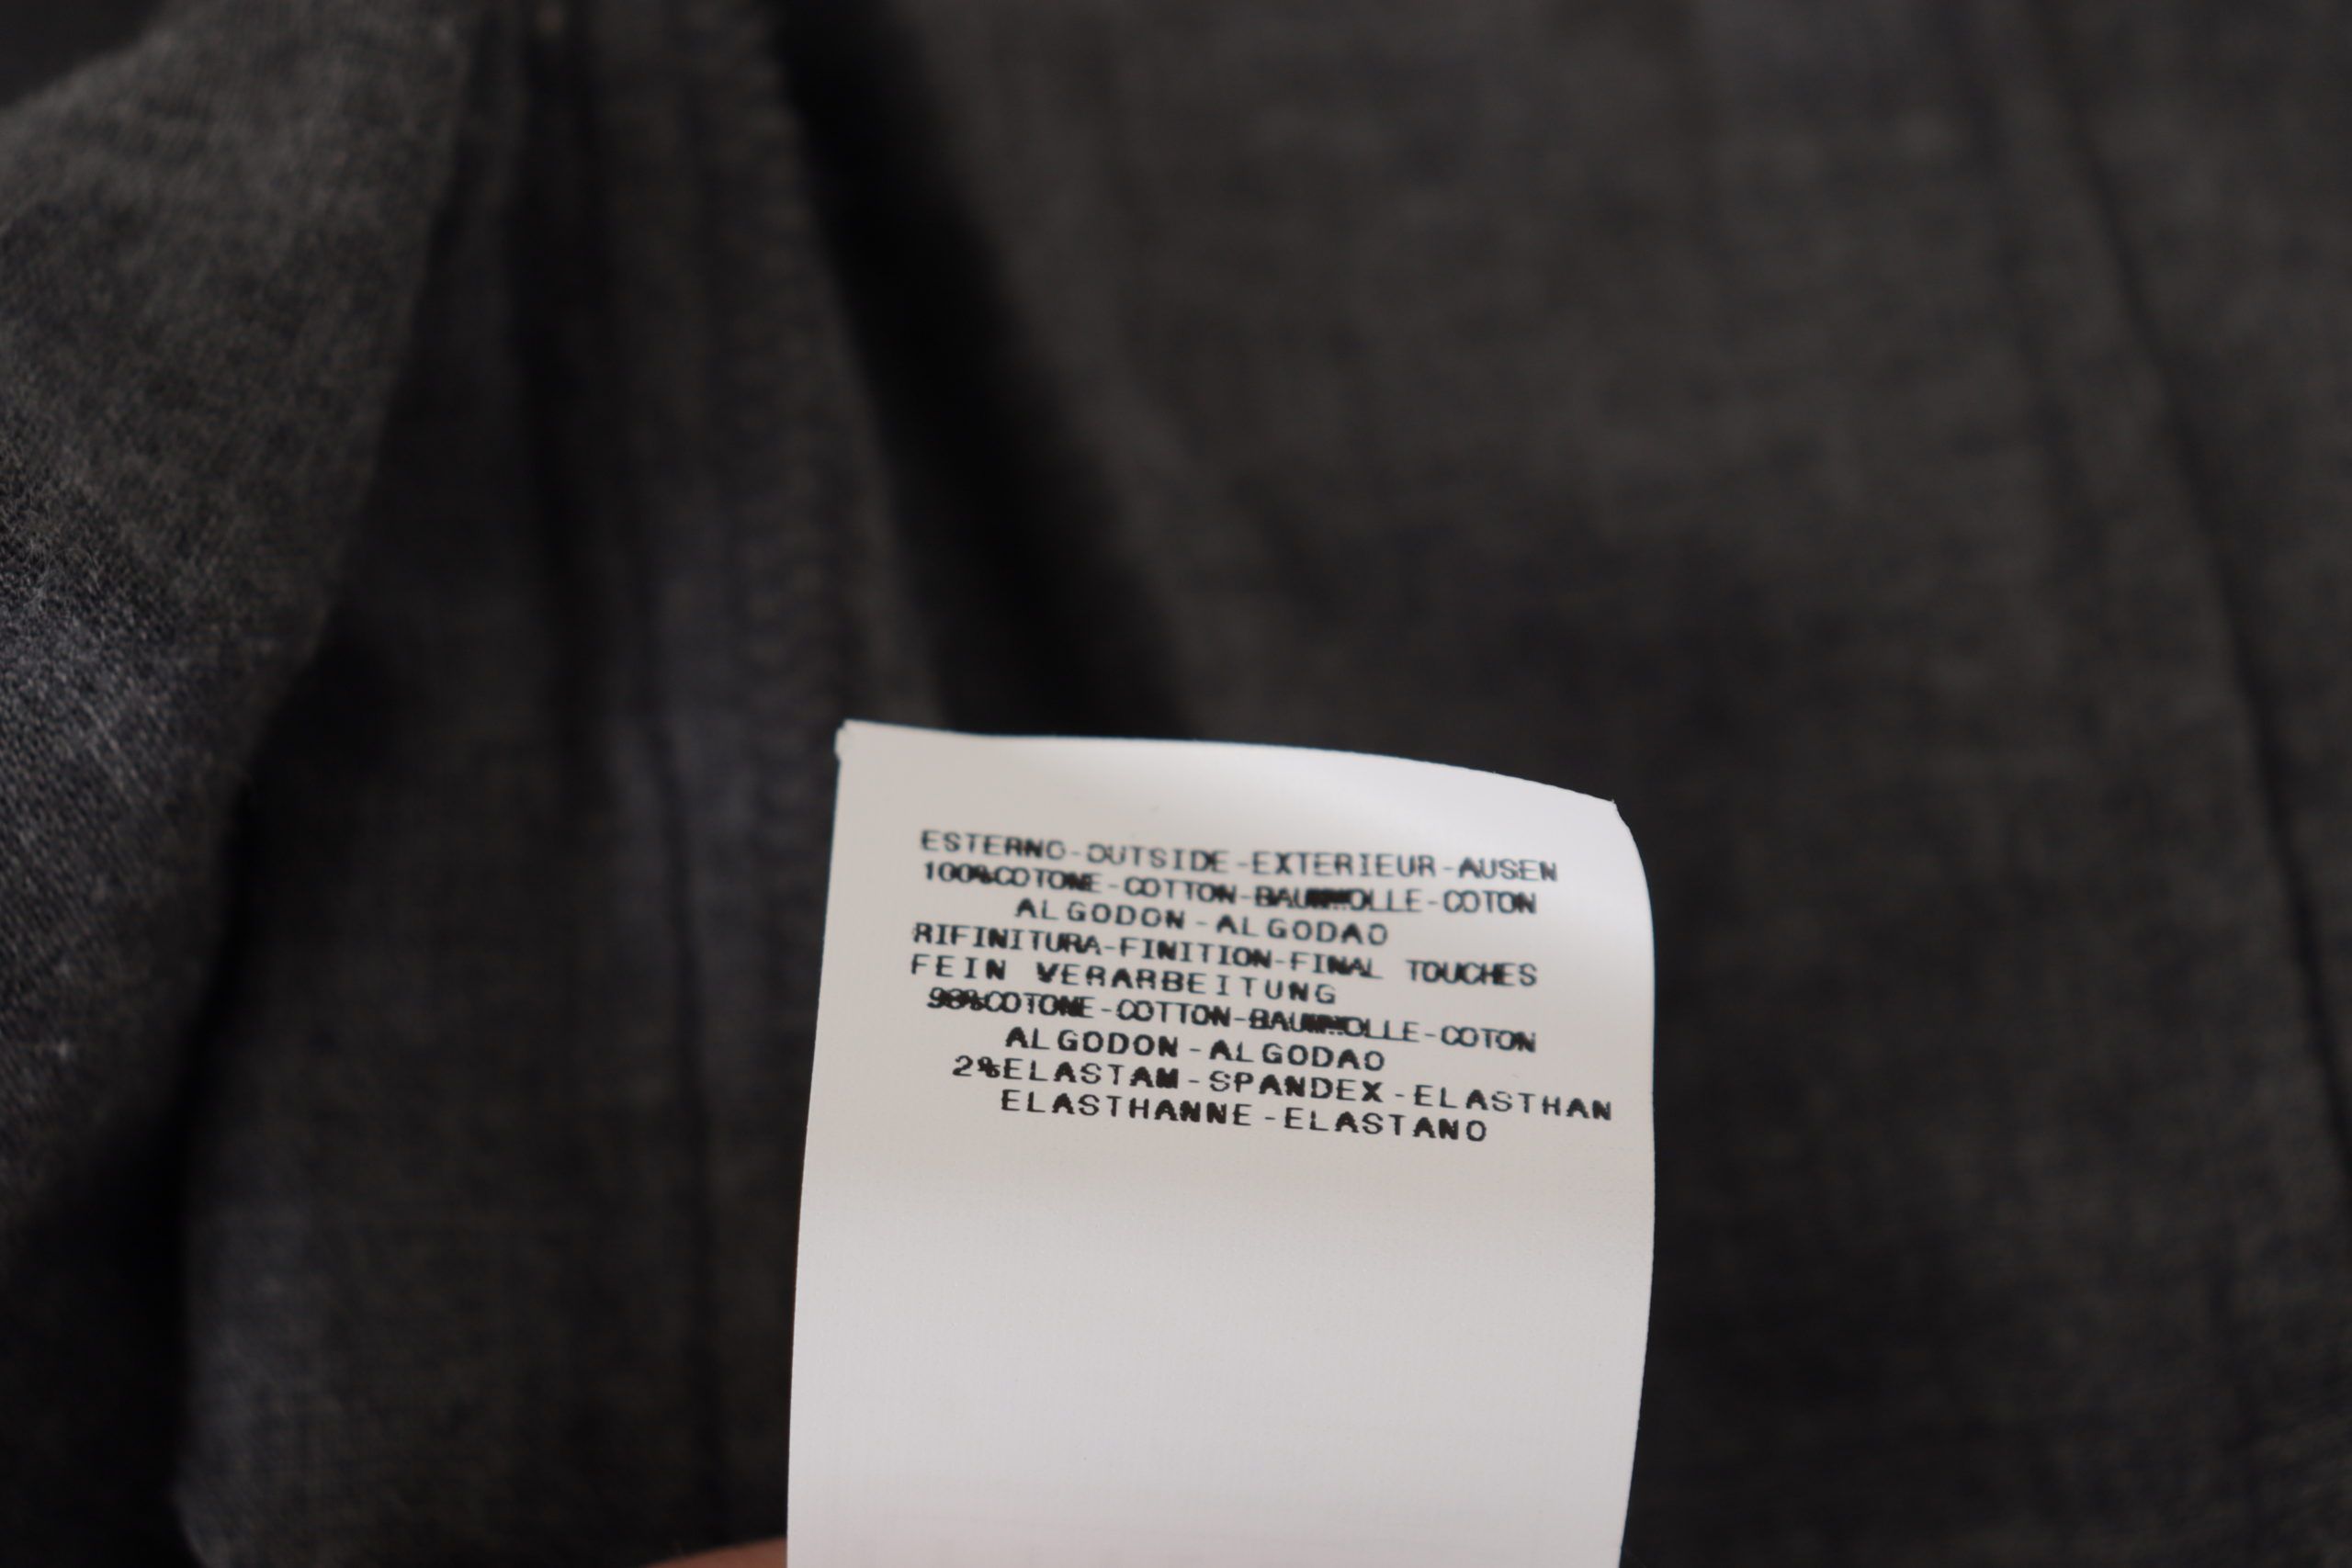 ESTERNO-OUTSIDE-EXTERIEUR-AUSEN
100%COTONE-COTTON-BAUMWOLLE-COTON
ALGODON-ALGODAO
RIFINITURA-FINITION-FINAL TOUCHES
FEIN VERARBEITUNG
98%COTONE-COTTON-BAUMWOLLE-COTON
ALGODON-ALGODAO
2%ELASTAM-SPANDEX-ELASTHAN
ELASTHANNE-ELASTANO